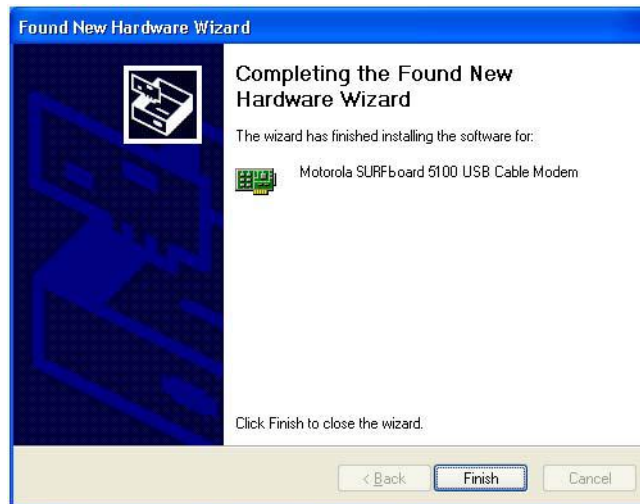 Found New Hardware Wizard
Completing the Found New
Hardware Wizard
The wizard has finished installing the software for:
Motorola SURFboard 5100 USB Cable Modem
Click Finish to close the wizard.
< Back
Finish
Cancel